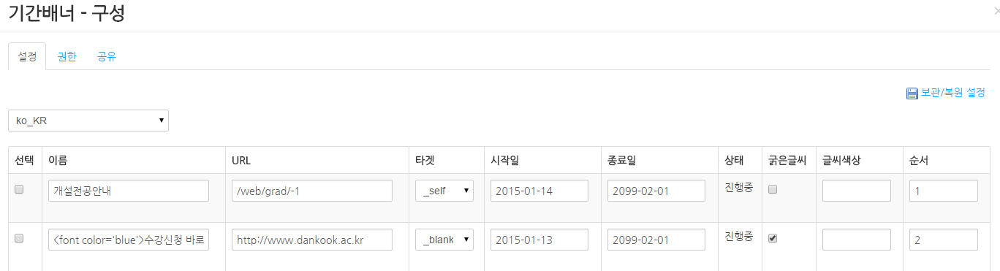 기간배너 - 구성
설정 권한 공유
보관/복원 설정
ko_KR
선택 이름 URL 타겟 시작일 종료일 상태 굵은글씨 글씨색상 순서
개설전공안내 /web/grad/-1 _self 2015-01-14 2099-02-01 진행중 1
<font color='blue'>수강신청 바로 http://www.dankook.ac.kr _blank 2015-01-13 2099-02-01 진행중 2